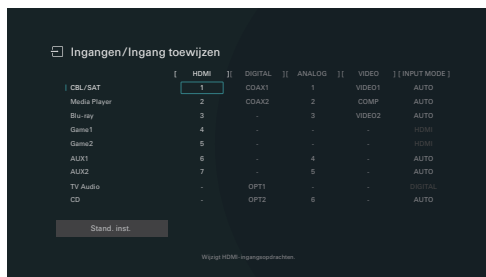 Ingangen/Ingang toewijzen
[ HDMI ][ DIGITAL ][ ANALOG ][ VIDEO ][ INPUT MODE ]
CBL/SAT 1 COAX1 1 VIDEO1 AUTO
Media Player 2 COAX2 2 COMP AUTO
Blu-ray 3 - 3 VIDEO2 AUTO
Game1 4 - - - HDMI
Game2 5 - - - HDMI
AUX1 6 - 4 - AUTO
AUX2 7 - 5 - AUTO
TV Audio - OPT1 - - DIGITAL
CD - OPT2 6 - AUTO
Stand. inst.
Wijzigt HDMI-ingangsopdrachten.